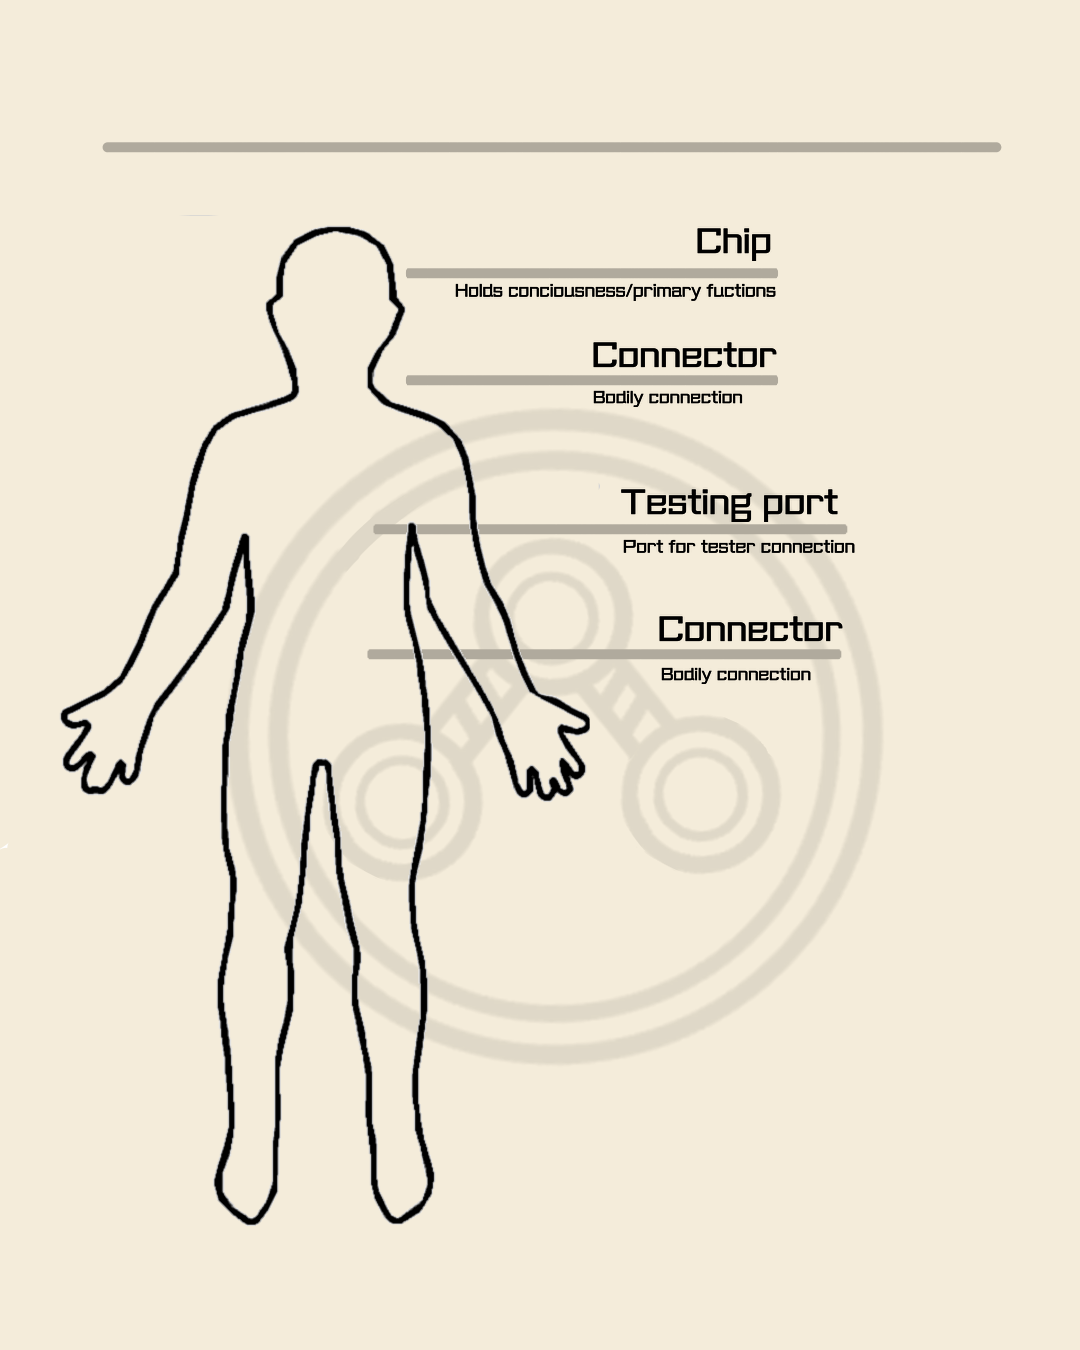 Chip
Holds conciousness/primary fuctions
Connector
Bodily connection
Testing port
Port for tester connection
Connector
Bodily connection